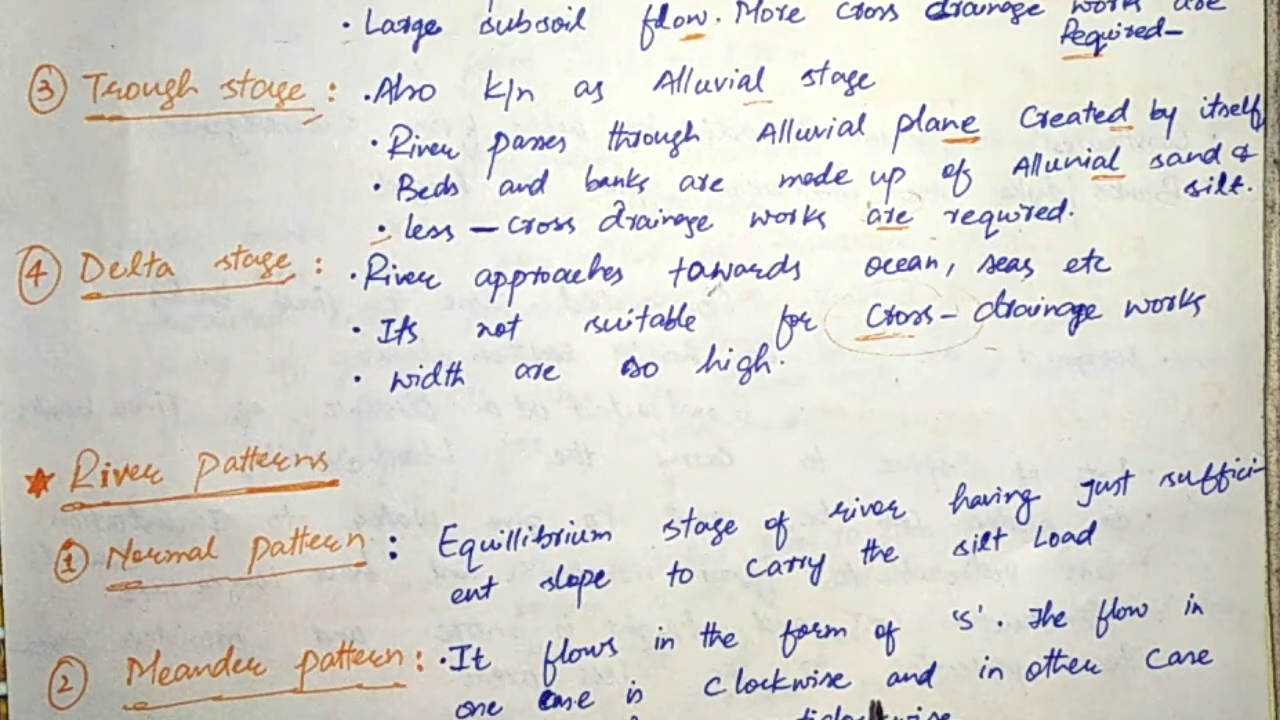 • Large subsoil flow. More cross drainage works are
Required-
③ Trough stage : • Also k/n as Alluvial stage
• River passes through Alluvial plane created by itself
• Beds and banks are made up of Alluvial sand &
silt.
• less - cross drainage works are required.
④ Delta stage : • River approaches towards ocean, seas etc
• Its not suitable for cross-drainage works
• width are so high.
★ River patterns
① Normal pattern : Equillibrium stage of river having just suffici-
ent slope to carry the silt Load
② Meander pattern : • It flows in the form of 'S'. The flow in
one case is clockwise and in other case